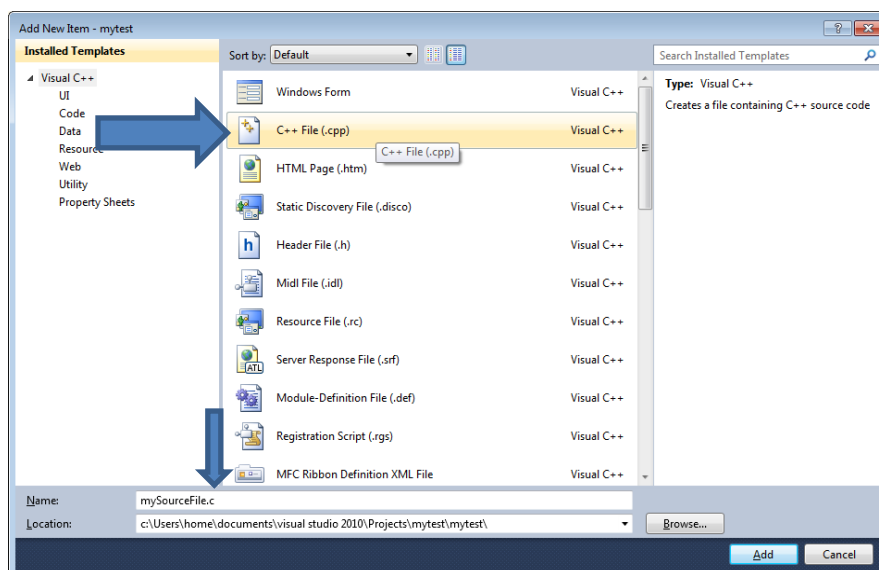 Add New Item - mytest
Installed Templates
Sort by: Default
Search Installed Templates
Visual C++
UI
Code
Data
Resource
Web
Utility
Property Sheets
Windows Form Visual C++
C++ File (.cpp) Visual C++
C++ File (.cpp)
HTML Page (.htm) Visual C++
Static Discovery File (.disco) Visual C++
h
Header File (.h) Visual C++
Midl File (.idl) Visual C++
Resource File (.rc) Visual C++
ATL
Server Response File (.srf) Visual C++
Module-Definition File (.def) Visual C++
Registration Script (.rgs) Visual C++
MFC Ribbon Definition XML File Visual C++
Type: Visual C++
Creates a file containing C++ source code
Name: mySourceFile.c
Location: c:\Users\home\documents\visual studio 2010\Projects\mytest\mytest\
Browse...
Add Cancel